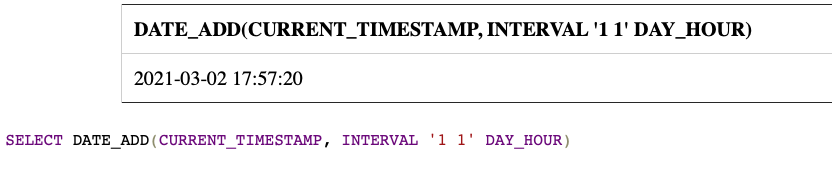 DATE_ADD(CURRENT_TIMESTAMP, INTERVAL '1 1' DAY_HOUR)
2021-03-02 17:57:20
SELECT DATE_ADD(CURRENT_TIMESTAMP, INTERVAL '1 1' DAY_HOUR)